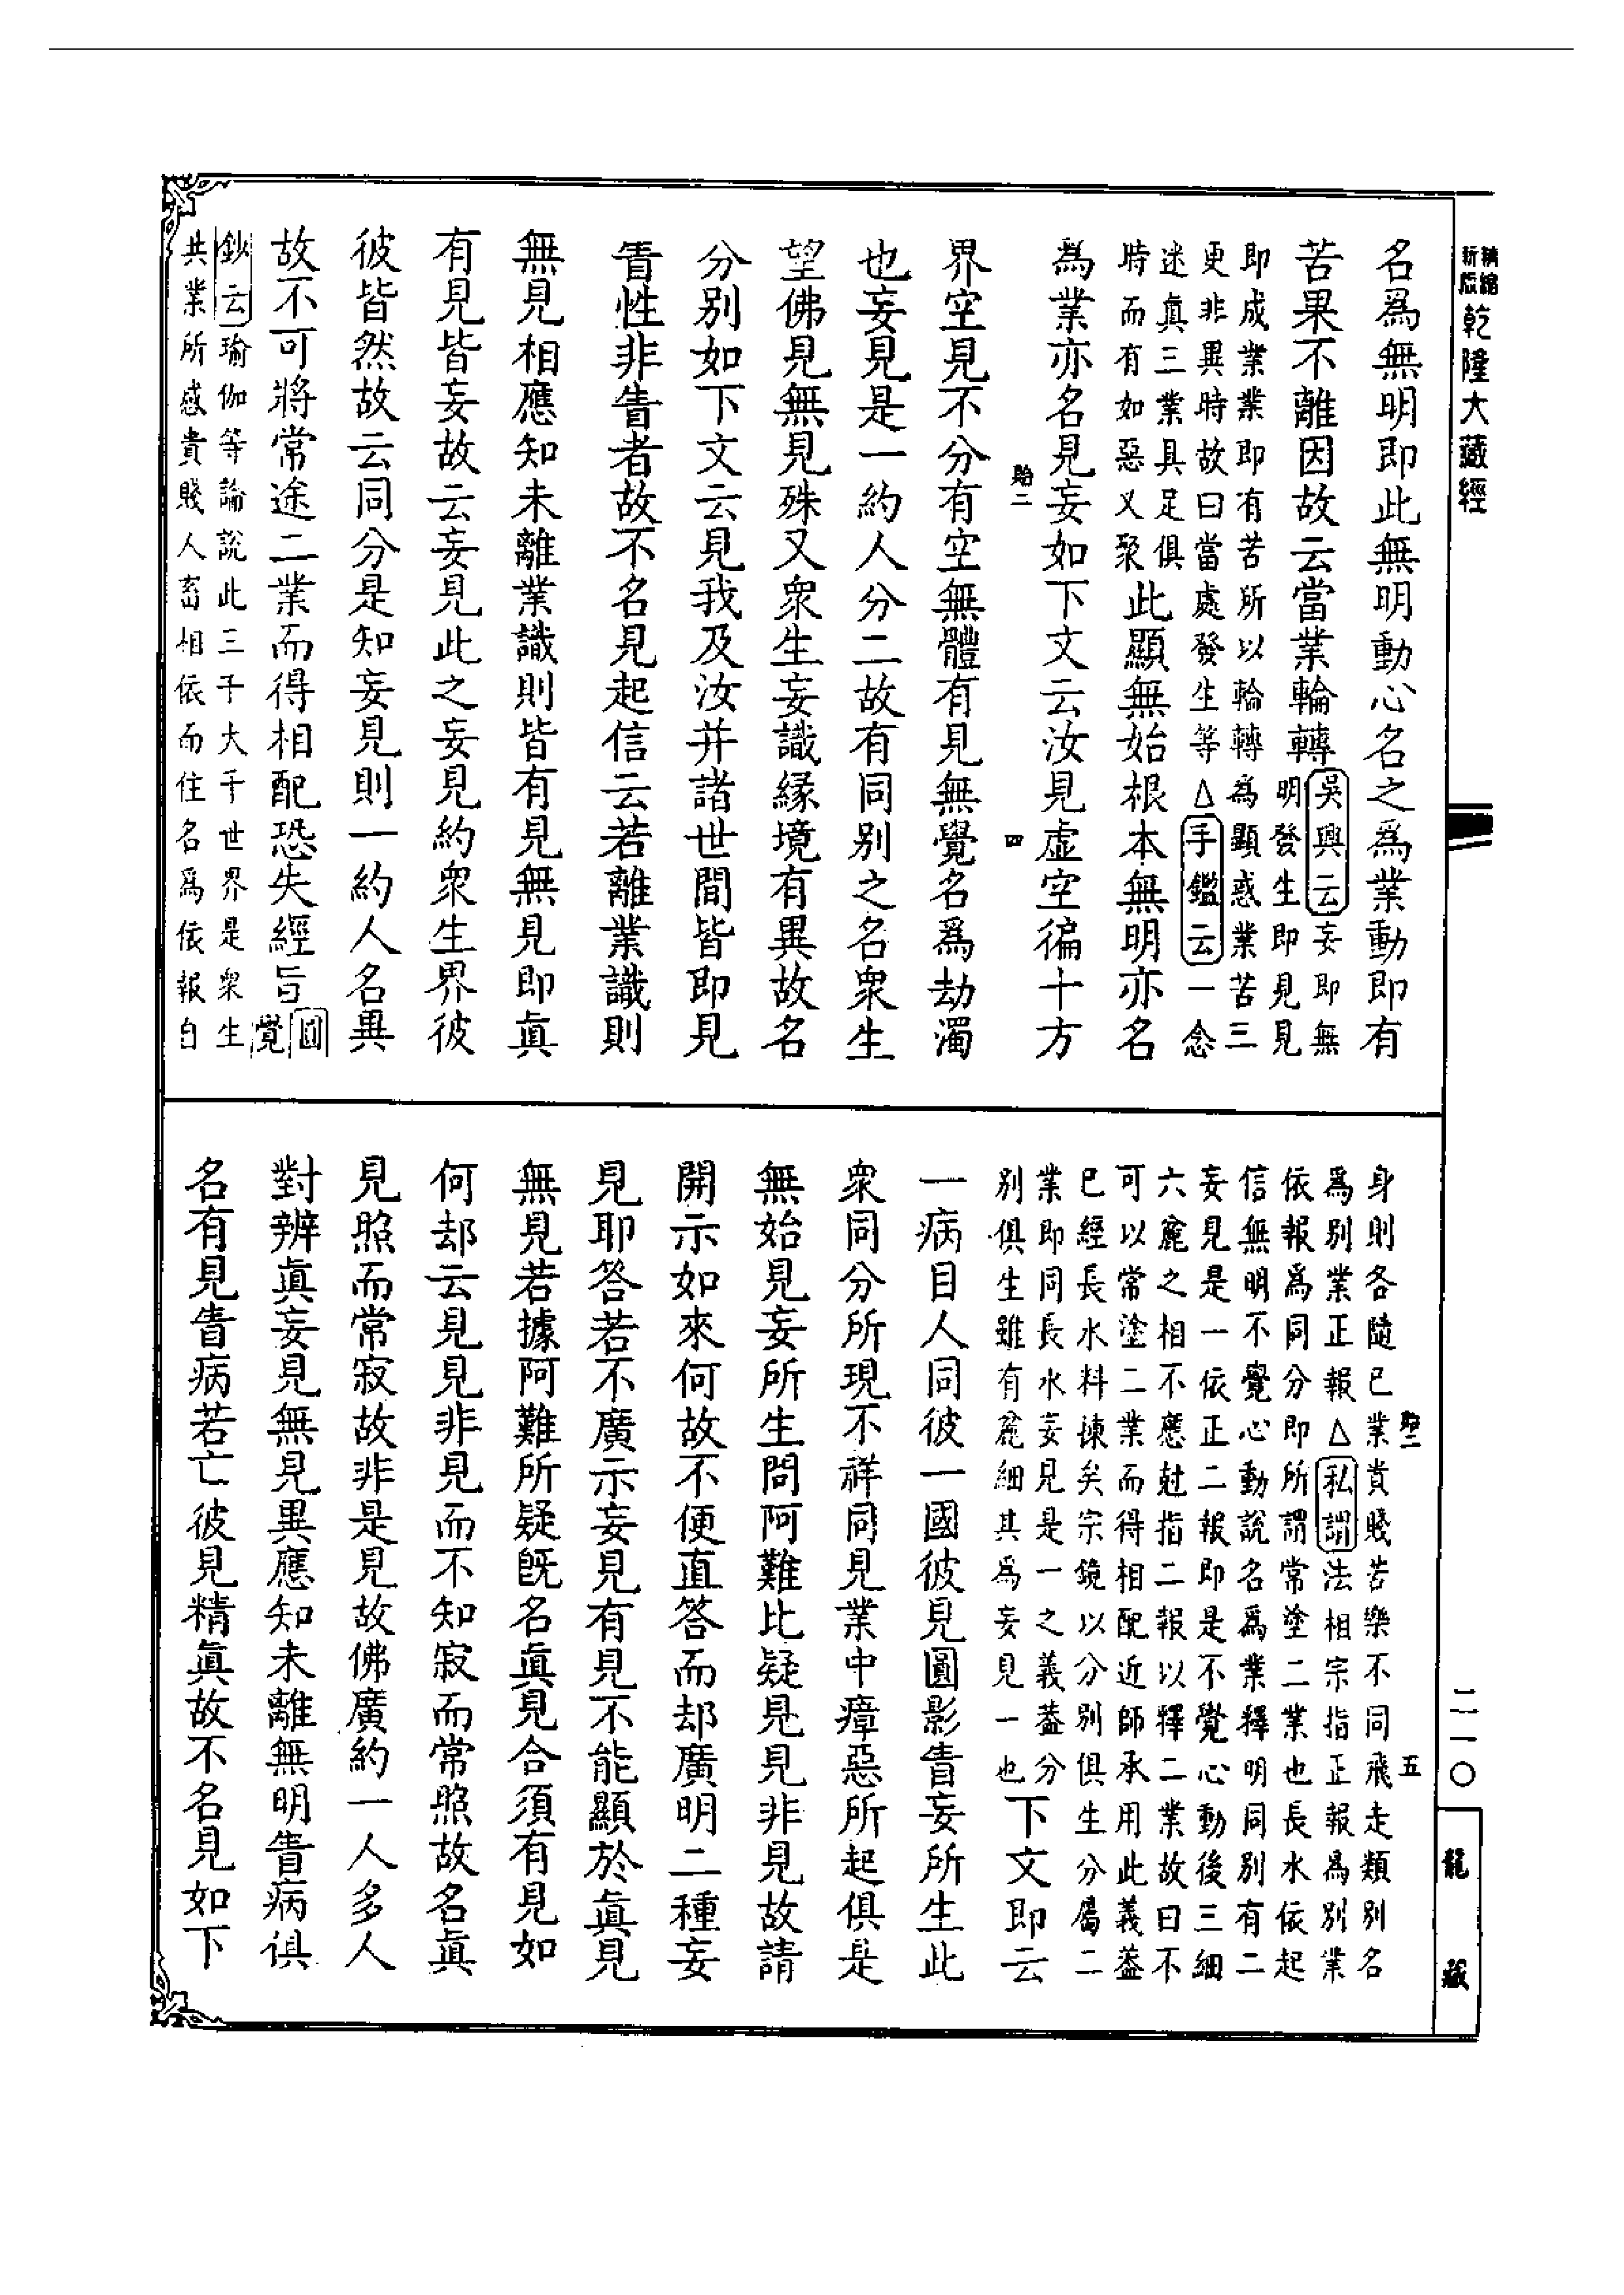 精縮
新版
乾隆大藏經
名爲無明即此無明動心名之爲業動即有
苦果不離因故云當業輪轉吳興云妄即無
明發生即見見
即成業業即有苦所以輪轉爲顯惑業苦三
更非異時故曰當處發生等△手鑑云一念
迷真三業具足俱
時而有如惡叉聚此顯無始根本無明亦名
爲業亦名見妄如下文云汝見虛空徧十方
貽二 四
界空見不分有空無體有見無覺名爲劫濁
也妄見是一約人分二故有同別之名衆生
望佛見無見殊又衆生妄識緣境有異故名
分別如下文云見我及汝并諸世間皆即見
眚性非眚者故不名見起信云若離業識則
無見相應知未離業識則皆有見無見即眞
有見皆妄故云妄見此之妄見約衆生界彼
彼皆然故云同分是知妄見則一約人名異
故不可將常途二業而得相配恐失經旨圓
覺
鈔云瑜伽等論說此三千大千世界是衆生
共業所感貴賤人畜相依而住名爲依報自
二一〇
龍藏
貽二 五
身則各隨已業貴賤苦樂不同飛走類別名
爲別業正報△私謂法相宗指正報爲別業
依報爲同分即所謂常塗二業也長水依起
信無明不覺心動說名爲業釋明同別有二
妄見是一依正二報即是不覺心動後三細
六麁之相不應尅指二報以釋二業故曰不
可以常塗二業而得相配近師承用此義葢
巳經長水料揀矣宗鏡以分別俱生分屬二
業即同長水妄見是一之義葢分
別俱生雖有麁細其爲妄見一也下文即云
一病目人同彼一國彼見圓影眚妄所生此
衆同分所現不祥同見業中瘴惡所起俱是
無始見妄所生問阿難比疑見見非見故請
開示如來何故不便直答而却廣明二種妄
見耶答若不廣示妄見有見不能顯於眞見
無見若據阿難所疑旣名眞見合須有見如
何却云見見非見而不知寂而常照故名眞
見照而常寂故非是見故佛廣約一人多人
對辨眞妄見無見異應知未離無明眚病俱
名有見眚病若亡彼見精眞故不名見如下